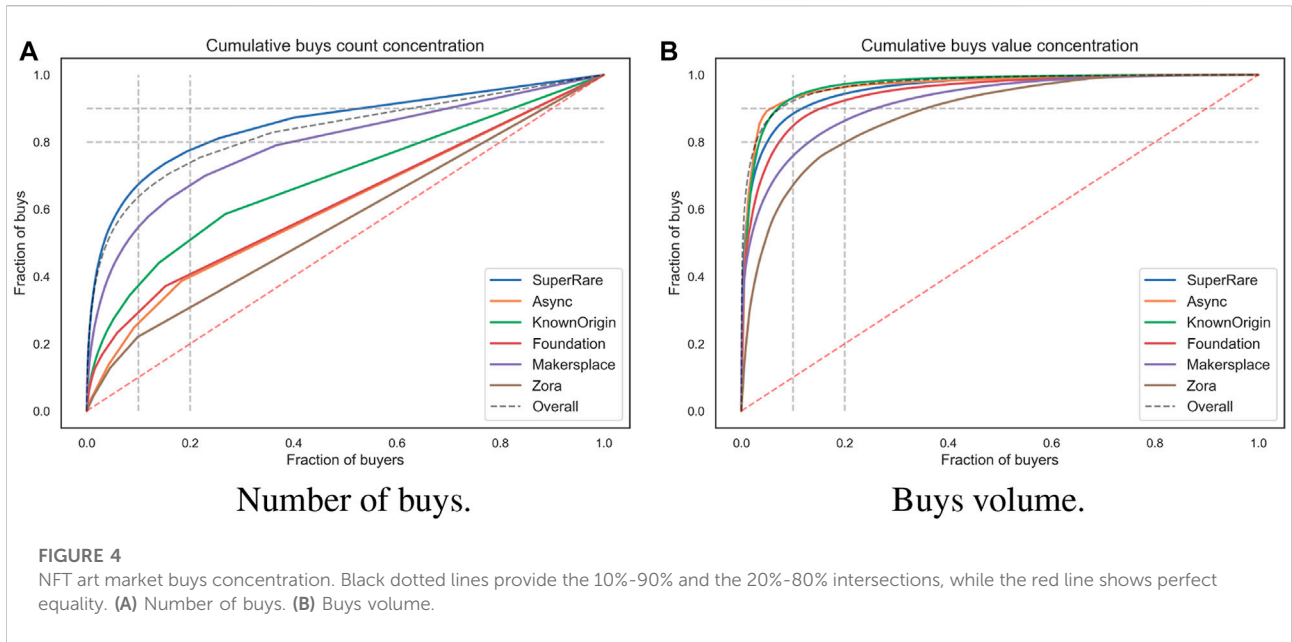 A
Cumulative buys count concentration
1.0
0.8
0.6
0.4
0.2
0.0
Fraction of buys
0.0 0.2 0.4 0.6 0.8 1.0
Fraction of buyers
SuperRare
Async
KnownOrigin
Foundation
Makersplace
Zora
Overall
Number of buys.
B
Cumulative buys value concentration
1.0
0.8
0.6
0.4
0.2
0.0
Fraction of buys
0.0 0.2 0.4 0.6 0.8 1.0
Fraction of buyers
SuperRare
Async
KnownOrigin
Foundation
Makersplace
Zora
Overall
Buys volume.
FIGURE 4
NFT art market buys concentration. Black dotted lines provide the 10%-90% and the 20%-80% intersections, while the red line shows perfect
equality. (A) Number of buys. (B) Buys volume.